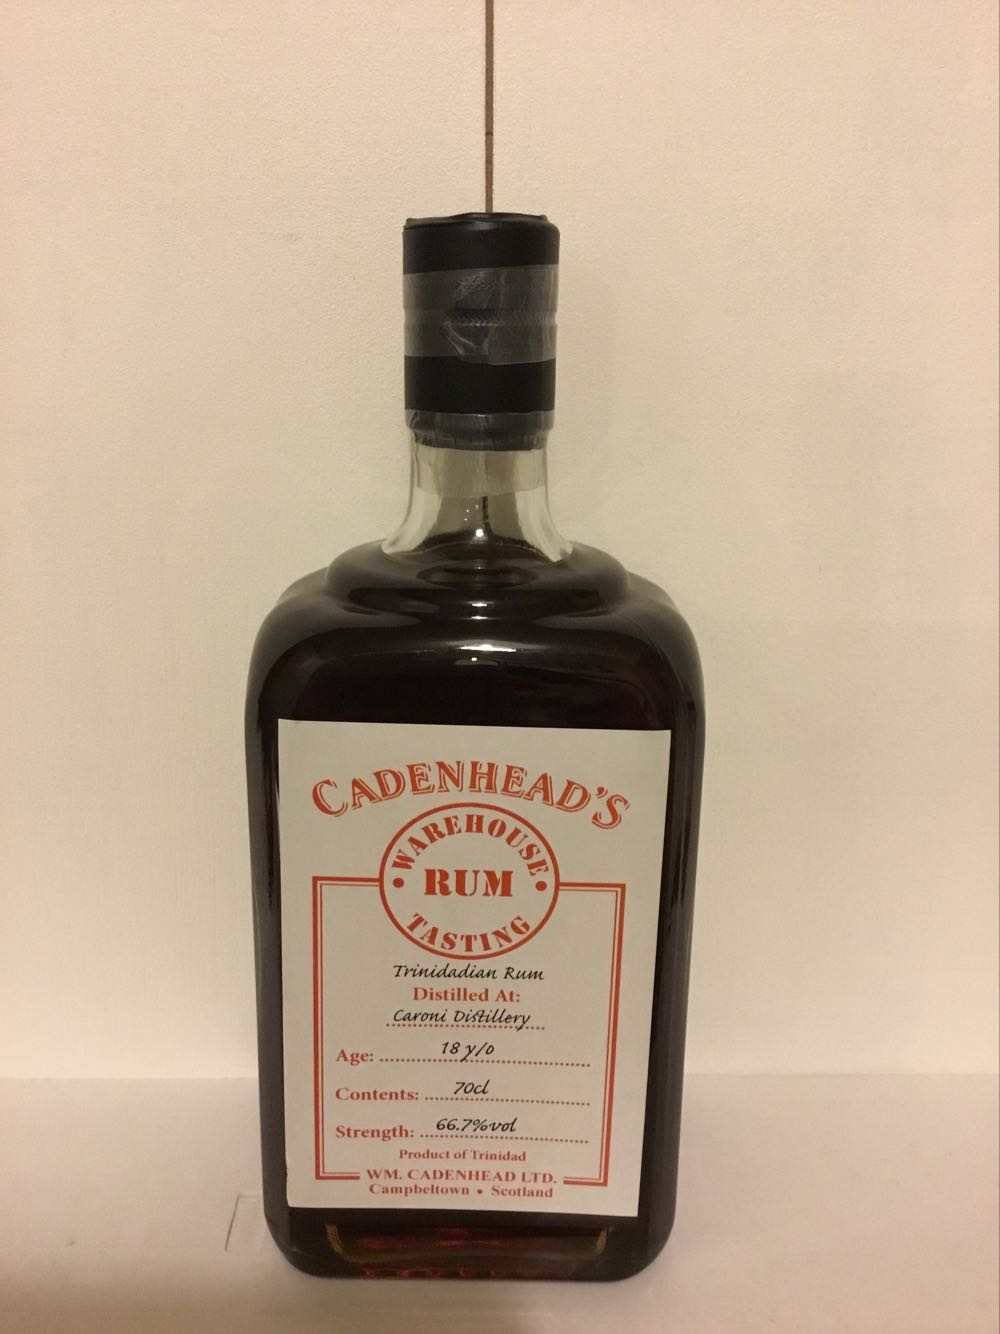 CADENHEAD'S
WAREHOUSE
RUM
TASTING
Trinidadian Rum
Distilled At:
Caroni Distillery
Age: 18 y/o
Contents: 70cl
Strength: 66.7%vol
Product of Trinidad
WM. CADENHEAD LTD.
Campbeltown • Scotland